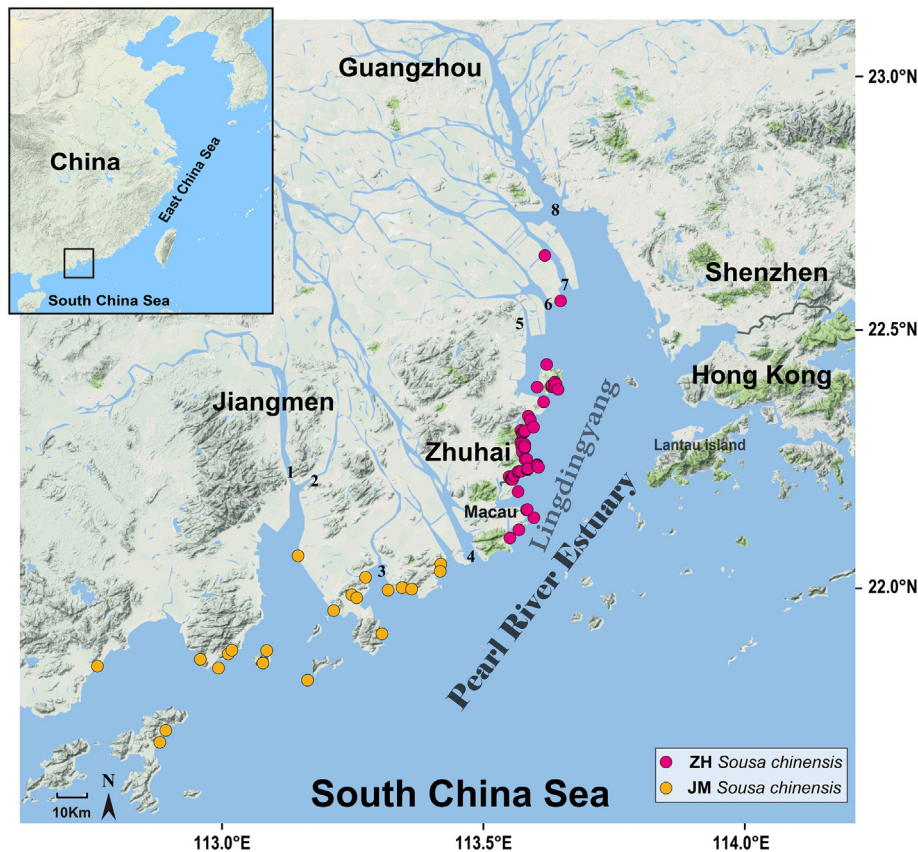 China
East China Sea
South China Sea
Guangzhou
23.0°N
8
Shenzhen
7
6
5
22.5°N
Hong Kong
Jiangmen
Lingdingyang
Zhuhai
Lantau island
1
2
Macau
Pearl River Estuary
4
3
22.0°N
ZH Sousa chinensis
JM Sousa chinensis
N
10Km
South China Sea
113.0°E
113.5°E
114.0°E